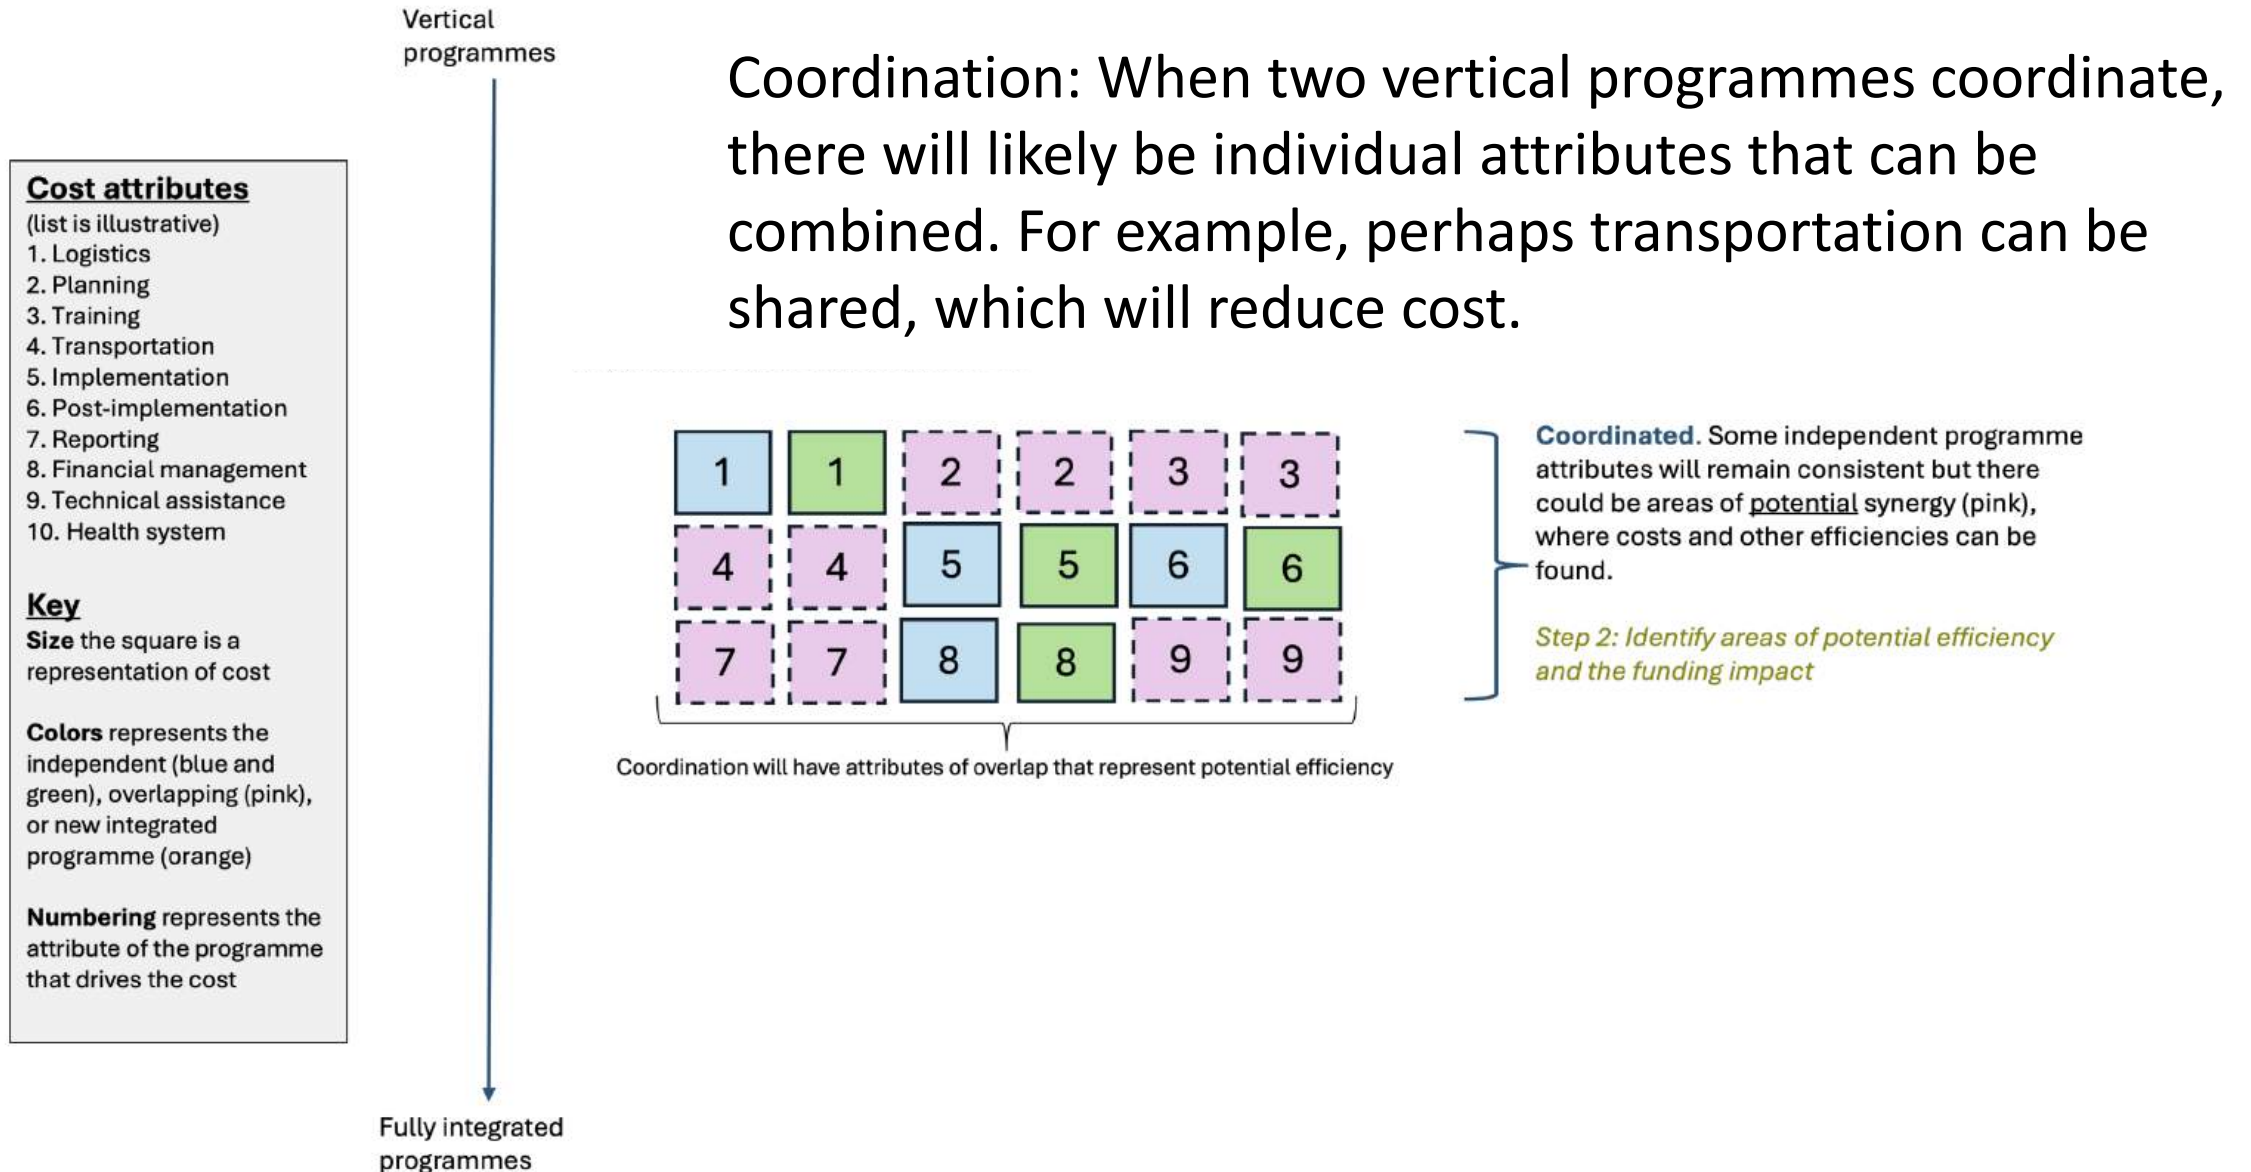 Vertical
programmes
Coordination: When two vertical programmes coordinate,
there will likely be individual attributes that can be
combined. For example, perhaps transportation can be
shared, which will reduce cost.
Cost attributes
(list is illustrative)
1. Logistics
2. Planning
3. Training
4. Transportation
5. Implementation
6. Post-implementation
7. Reporting
8. Financial management
9. Technical assistance
10. Health system
Key
Size the square is a
representation of cost
Colors represents the
independent (blue and
green), overlapping (pink),
or new integrated
programme (orange)
Numbering represents the
attribute of the programme
that drives the cost
1 1 2 2 3 3
4 4 5 5 6 6
7 7 8 8 9 9
Coordination will have attributes of overlap that represent potential efficiency
Coordinated. Some independent programme
attributes will remain consistent but there
could be areas of potential synergy (pink),
where costs and other efficiencies can be
found.
Step 2: Identify areas of potential efficiency
and the funding impact
Fully integrated
programmes